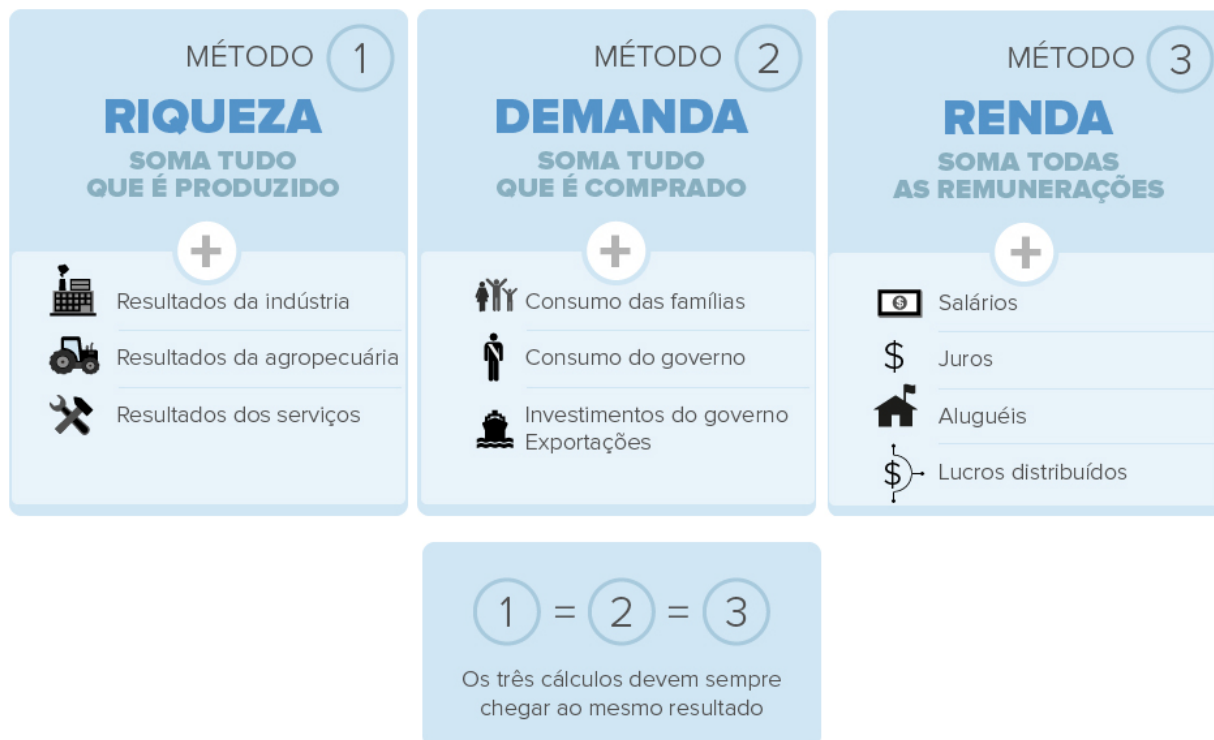 MÉTODO 1
RIQUEZA
SOMA TUDO
QUE É PRODUZIDO
+
Resultados da indústria
Resultados da agropecuária
Resultados dos serviços
MÉTODO 2
DEMANDA
SOMA TUDO
QUE É COMPRADO
+
Consumo das famílias
Consumo do governo
Investimentos do governo
Exportações
MÉTODO 3
RENDA
SOMA TODAS
AS REMUNERAÇÕES
+
$
Salários
$
Juros
Aluguéis
$
Lucros distribuídos
1 = 2 = 3
Os três cálculos devem sempre
chegar ao mesmo resultado